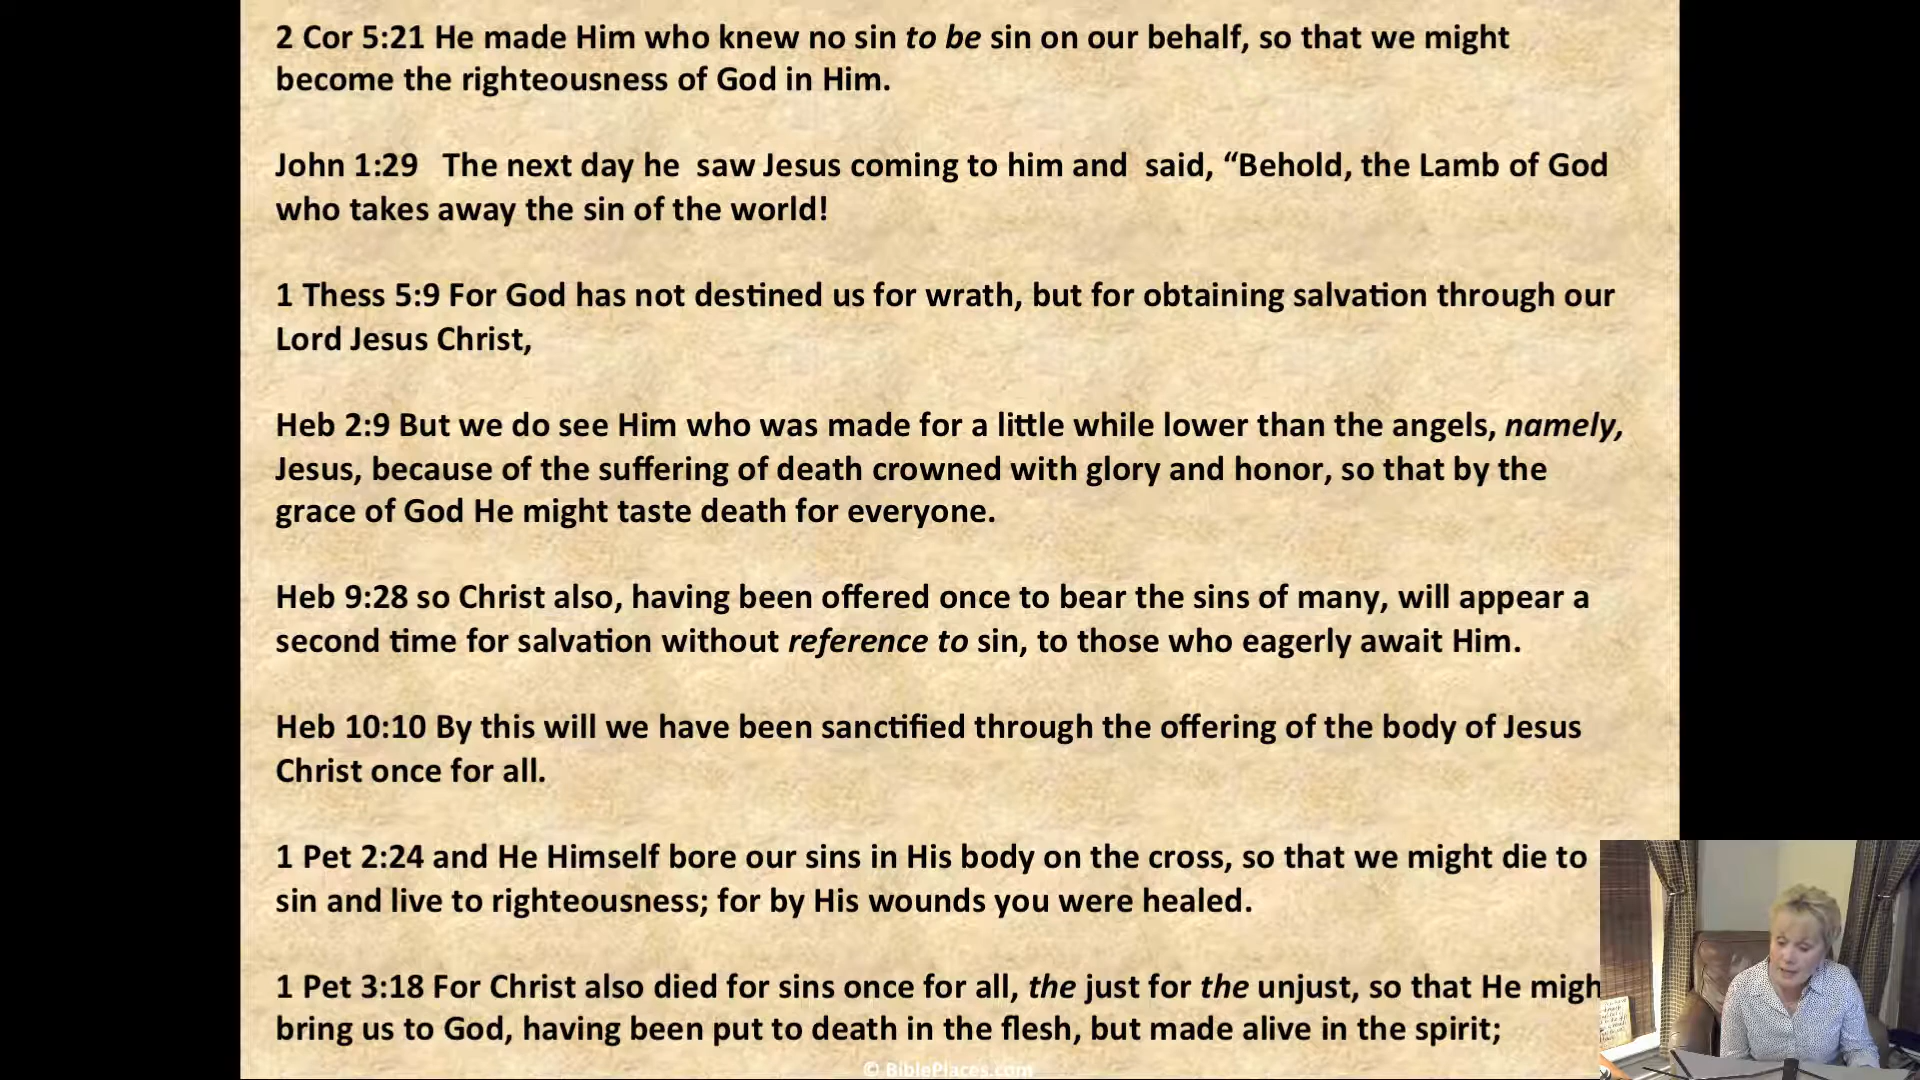 2 Cor 5:21 He made Him who knew no sin to be sin on our behalf, so that we might
become the righteousness of God in Him.
John 1:29 The next day he saw Jesus coming to him and said, “Behold, the Lamb of God
who takes away the sin of the world!
1 Thess 5:9 For God has not destined us for wrath, but for obtaining salvation through our
Lord Jesus Christ,
Heb 2:9 But we do see Him who was made for a little while lower than the angels, namely,
Jesus, because of the suffering of death crowned with glory and honor, so that by the
grace of God He might taste death for everyone.
Heb 9:28 so Christ also, having been offered once to bear the sins of many, will appear a
second time for salvation without reference to sin, to those who eagerly await Him.
Heb 10:10 By this will we have been sanctified through the offering of the body of Jesus
Christ once for all.
1 Pet 2:24 and He Himself bore our sins in His body on the cross, so that we might die to
sin and live to righteousness; for by His wounds you were healed.
1 Pet 3:18 For Christ also died for sins once for all, the just for the unjust, so that He migh
bring us to God, having been put to death in the flesh, but made alive in the spirit;
© BiblePlaces.com